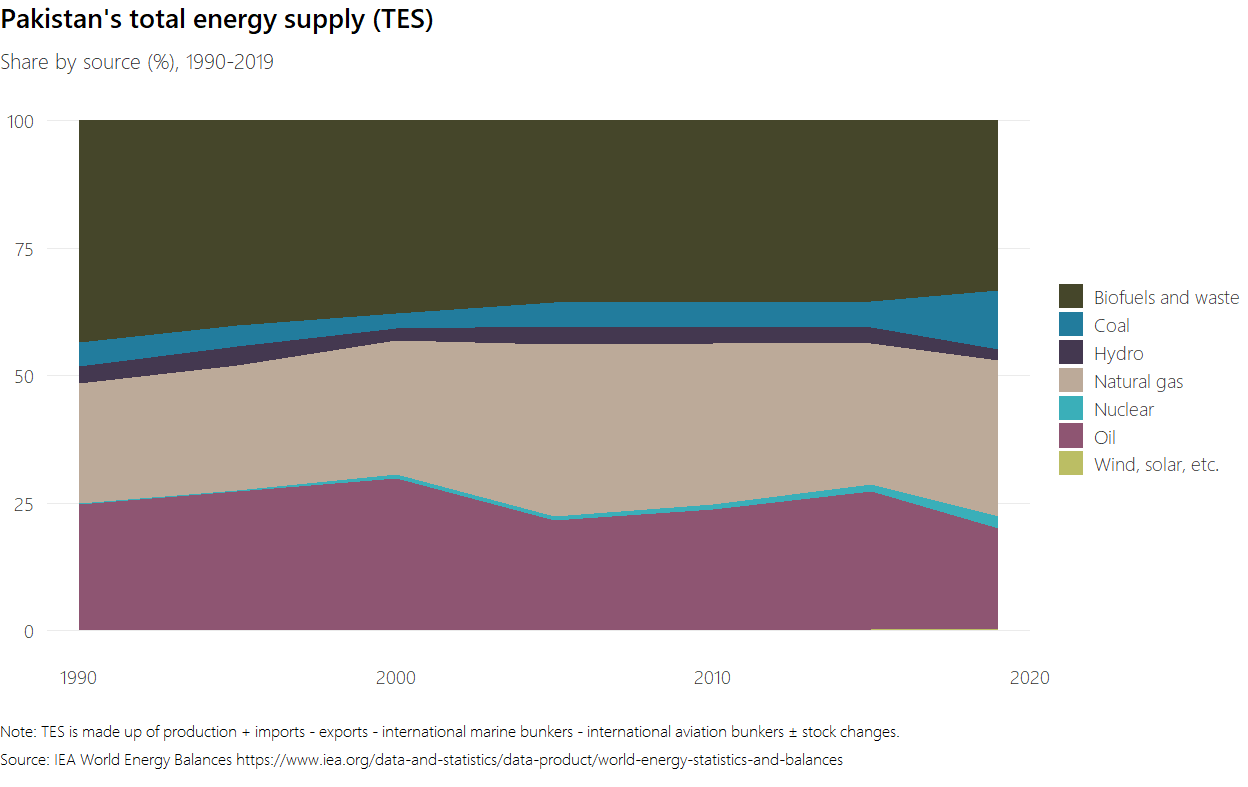 Pakistan's total energy supply (TES)
Share by source (%), 1990-2019
100
75
50
25
0
1990 2000 2010 2020
Biofuels and waste
Coal
Hydro
Natural gas
Nuclear
Oil
Wind, solar, etc.
Note: TES is made up of production + imports - exports - international marine bunkers - international aviation bunkers ± stock changes.
Source: IEA World Energy Balances https://www.iea.org/data-and-statistics/data-product/world-energy-statistics-and-balances